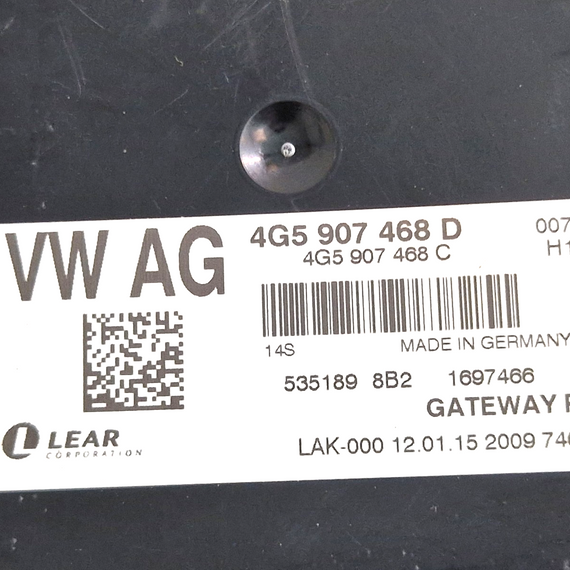 VW AG
4G5 907 468 D
007
4G5 907 468 C
H1
14S
MADE IN GERMANY
535189 8B2 1697466
GATEWAY
LEAR
CORPORATION
LAK-000 12.01.15 2009 740